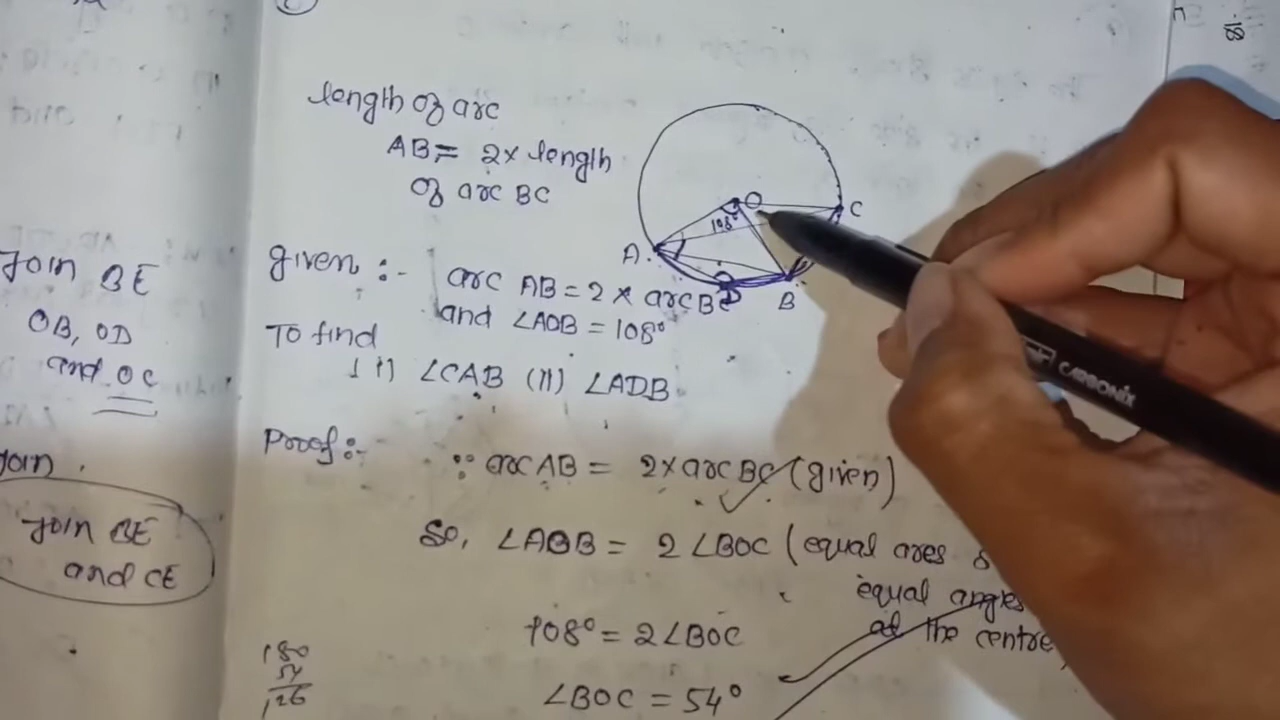 length of arc
AB = 2 x length
of arc BC
O
108°
C
A
D
B
given :-
arc AB = 2 x arc BC
and ∠AOB = 108°
To find
(i) ∠CAB (ii) ∠ADB
Proof :-
∵ arc AB = 2 x arc BC (given)
So, ∠AOB = 2 ∠BOC (equal arcs
equal angles
at the centre
108° = 2∠BOC
∠BOC = 54°
180
54
126
Join BE
OB, OD
and OC
Join
Join BE
and CE
CARBONIX